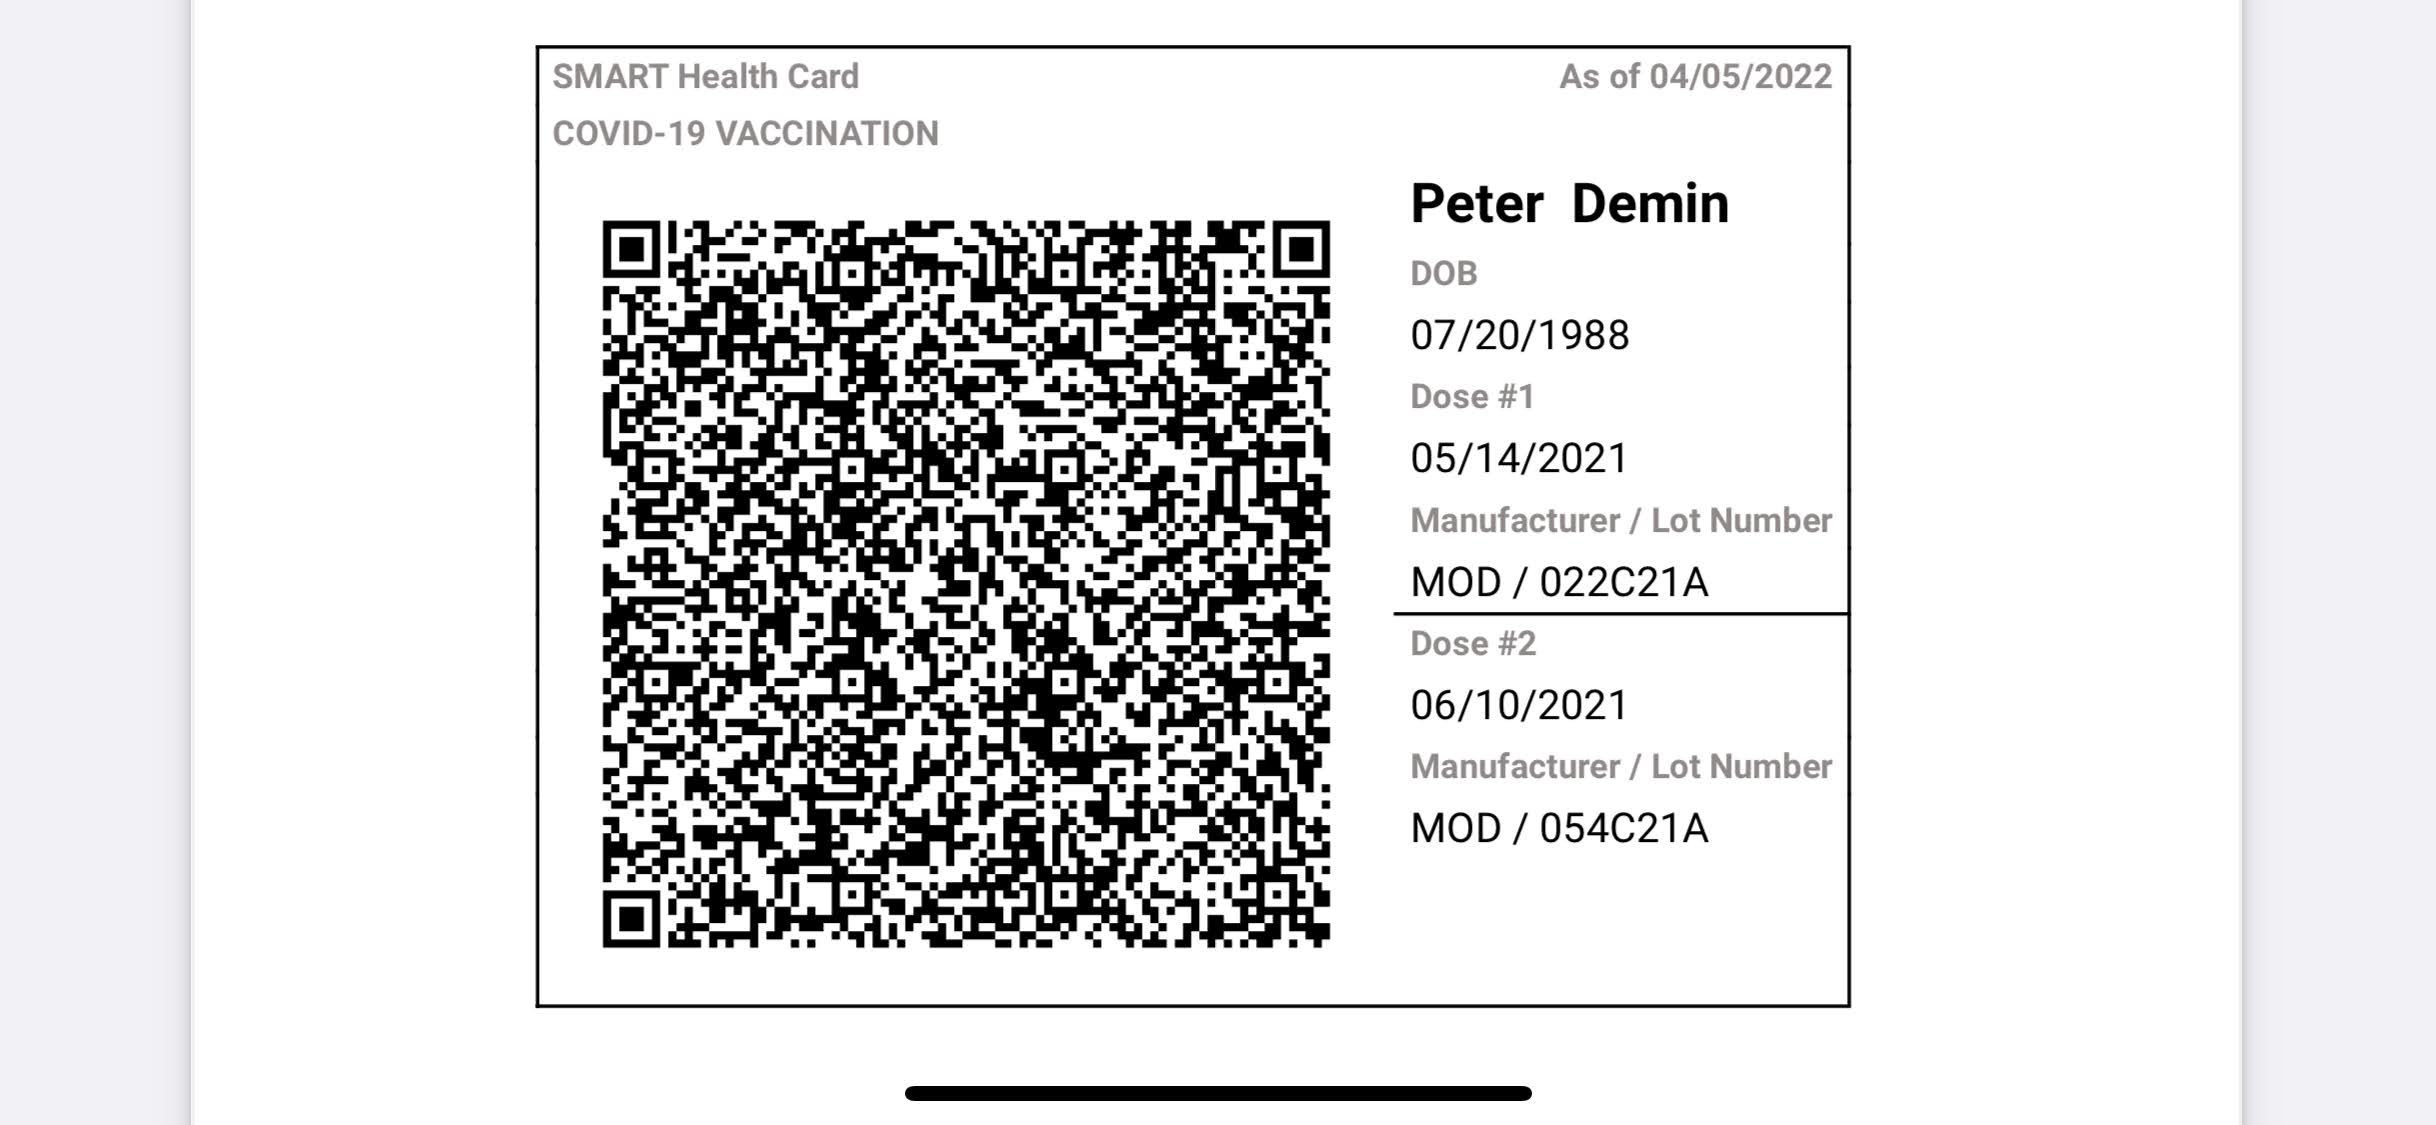 SMART Health Card
As of 04/05/2022
COVID-19 VACCINATION
Peter Demin
DOB
07/20/1988
Dose #1
05/14/2021
Manufacturer / Lot Number
MOD / 022C21A
Dose #2
06/10/2021
Manufacturer / Lot Number
MOD / 054C21A